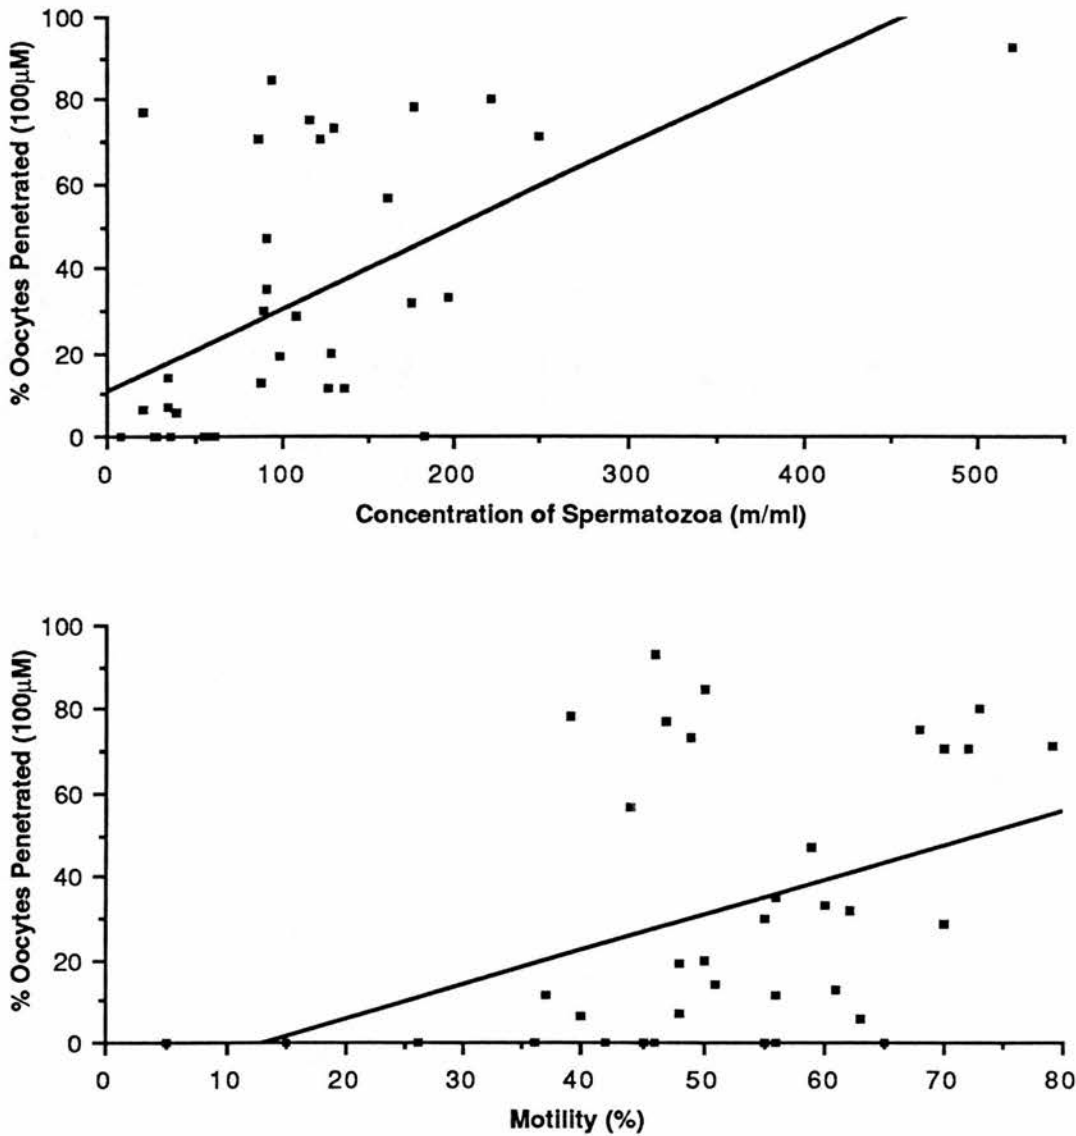 100
80
60
40
20
0
% Oocytes Penetrated (100µM)
0 100 200 300 400 500
Concentration of Spermatozoa (m/ml)
100
80
60
40
20
0
% Oocytes Penetrated (100µM)
0 10 20 30 40 50 60 70 80
Motility (%)